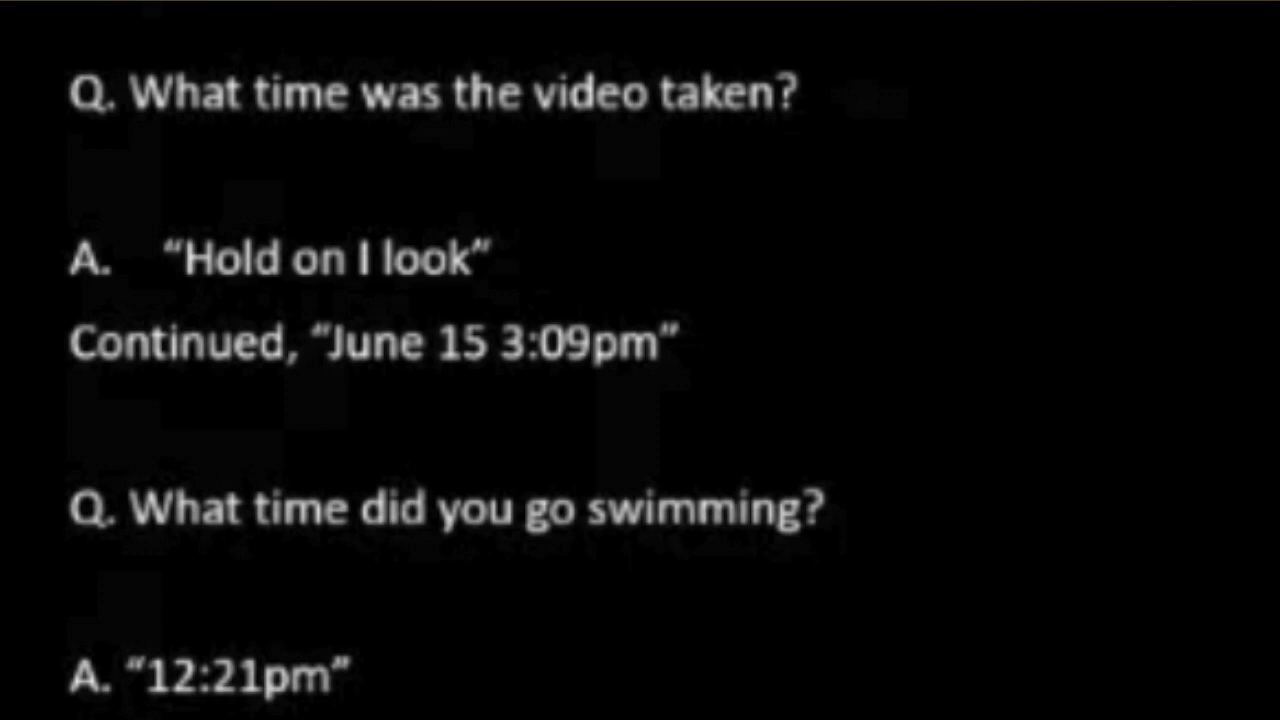 Q. What time was the video taken?
A. “Hold on I look”
Continued, “June 15 3:09pm”
Q. What time did you go swimming?
A. “12:21pm”